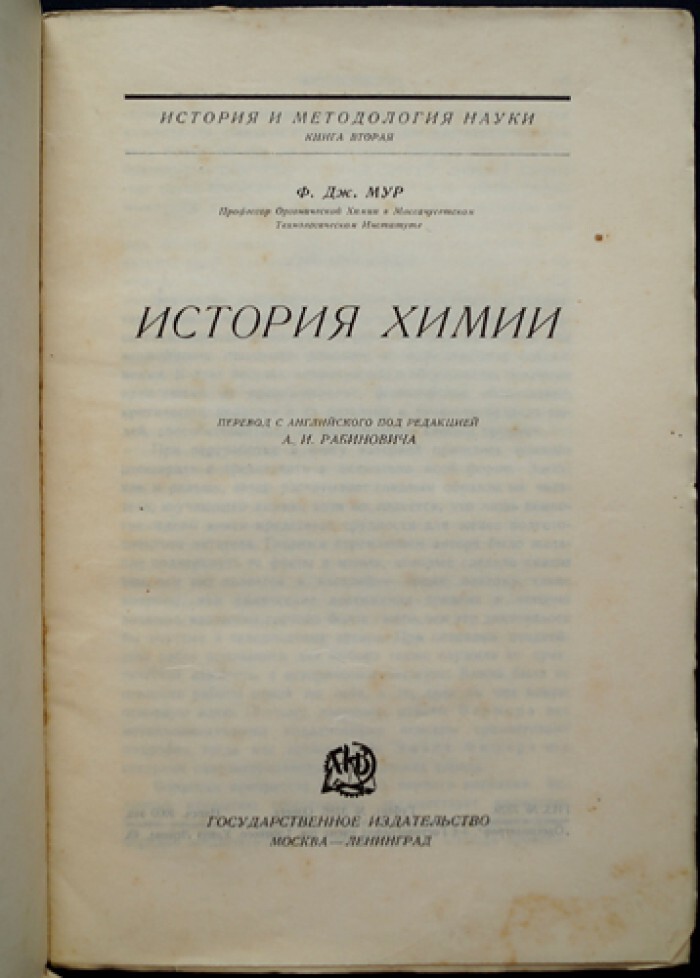 ИСТОРИЯ И МЕТОДОЛОГИЯ НАУКИ
КНИГА ВТОРАЯ
Ф. Дж. МУР
Профессор Органической Химии в Массачусетском
Технологическом Институте
ИСТОРИЯ ХИМИИ
ПЕРЕВОД С АНГЛИЙСКОГО ПОД РЕДАКЦИЕЙ
А. И. РАБИНОВИЧА
ГОСУДАРСТВЕННОЕ ИЗДАТЕЛЬСТВО
МОСКВА—ЛЕНИНГРАД